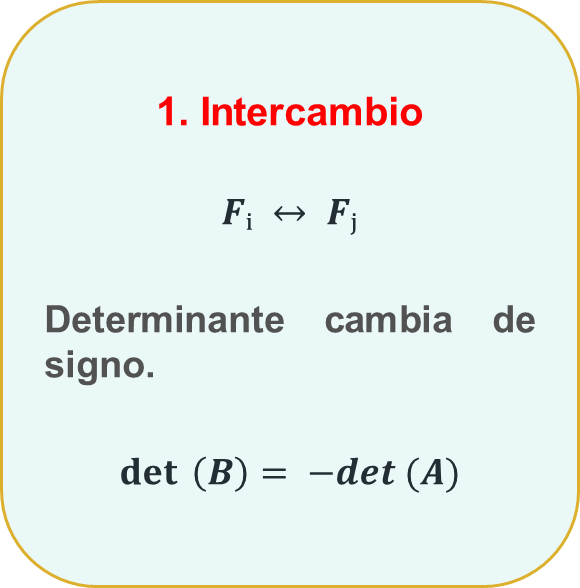 1. Intercambio
Fᵢ ↔ Fⱼ
Determinante cambia de
signo.
det (B) = −det (A)